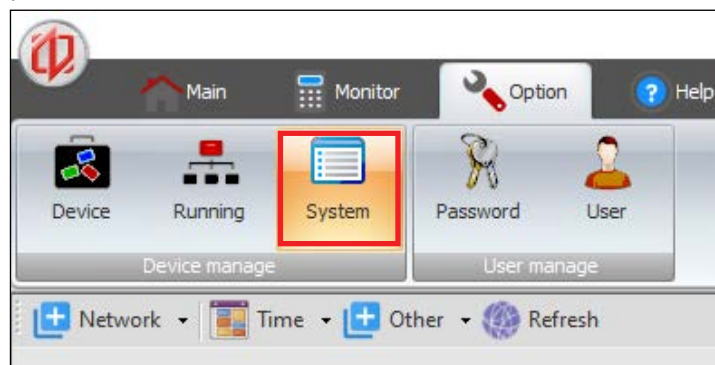 Main Monitor Option Help
Device Running System Password User
Device manage User manage
Network Time Other Refresh